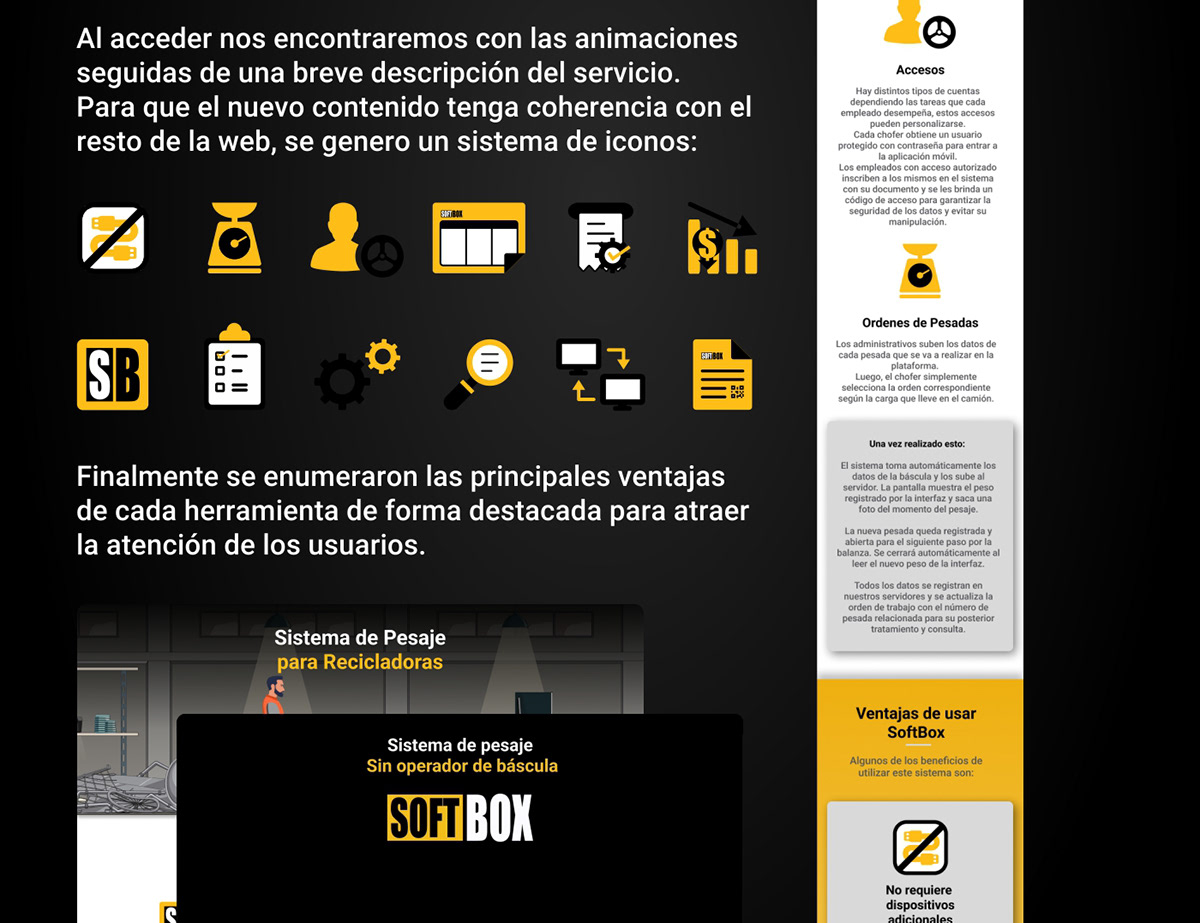 Al acceder nos encontraremos con las animaciones
seguidas de una breve descripción del servicio.
Para que el nuevo contenido tenga coherencia con el
resto de la web, se genero un sistema de iconos:
SOFTBOX
SB
SOFTBOX
Finalmente se enumeraron las principales ventajas
de cada herramienta de forma destacada para atraer
la atención de los usuarios.
Sistema de Pesaje
para Recicladoras
Sistema de pesaje
Sin operador de báscula
SOFTBOX
S
Accesos
Hay distintos tipos de cuentas
dependiendo las tareas que cada
empleado desempeña, estos accesos
pueden personalizarse.
Cada chofer obtiene un usuario
protegido con contraseña para entrar a
la aplicación móvil.
Los empleados con acceso autorizado
inscriben a los mismos en el sistema
con su documento y se les brinda un
código de acceso para garantizar la
seguridad de los datos y evitar su
manipulación.
Ordenes de Pesadas
Los administrativos suben los datos de
cada pesada que se va a realizar en la
plataforma.
Luego, el chofer simplemente
selecciona la orden correspondiente
según la carga que lleve en el camión.
Una vez realizado esto:
El sistema toma automáticamente los
datos de la báscula y los sube al
servidor. La pantalla muestra el peso
registrado por la interfaz y saca una
foto del momento del pesaje.
La nueva pesada queda registrada y
abierta para el siguiente paso por la
balanza. Se cerrará automáticamente al
leer el nuevo peso de la interfaz.
Todos los datos se registran en
nuestros servidores y se actualiza la
orden de trabajo con el número de
pesada relacionada para su posterior
tratamiento y consulta.
Ventajas de usar
SoftBox
Algunos de los beneficios de
utilizar este sistema son:
No requiere
dispositivos
adicionales